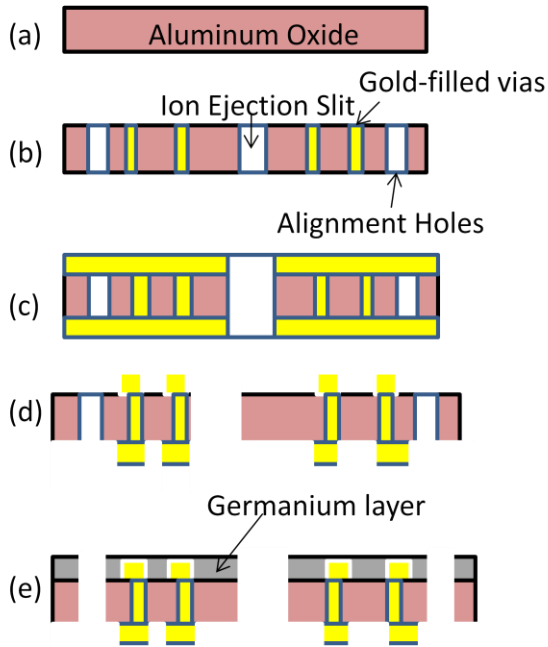 (a)
Aluminum Oxide
Gold-filled vias
Ion Ejection Slit
(b)
Alignment Holes
(c)
(d)
Germanium layer
(e)